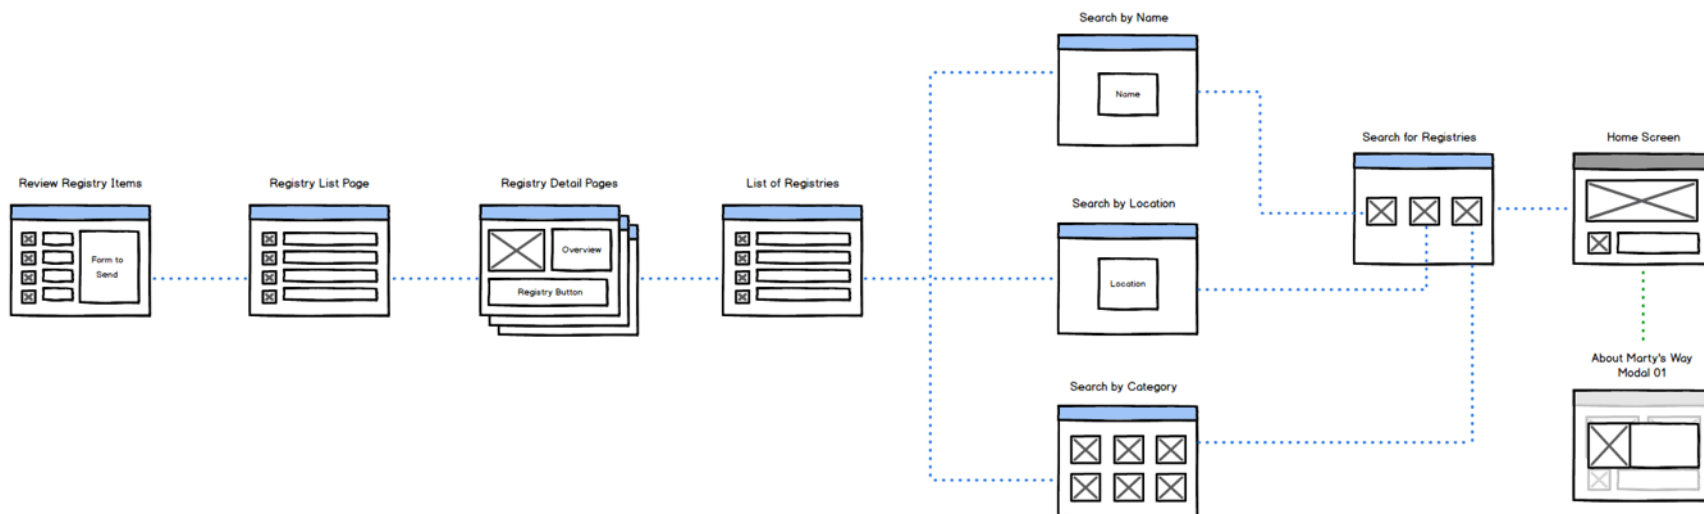 Search by Name
Name
Search for Registries
Home Screen
Review Registry Items
Registry List Page
Registry Detail Pages
List of Registries
Search by Location
Form to
Send
Overview
Registry Button
Location
About Marty's Way
Modal 01
Search by Category